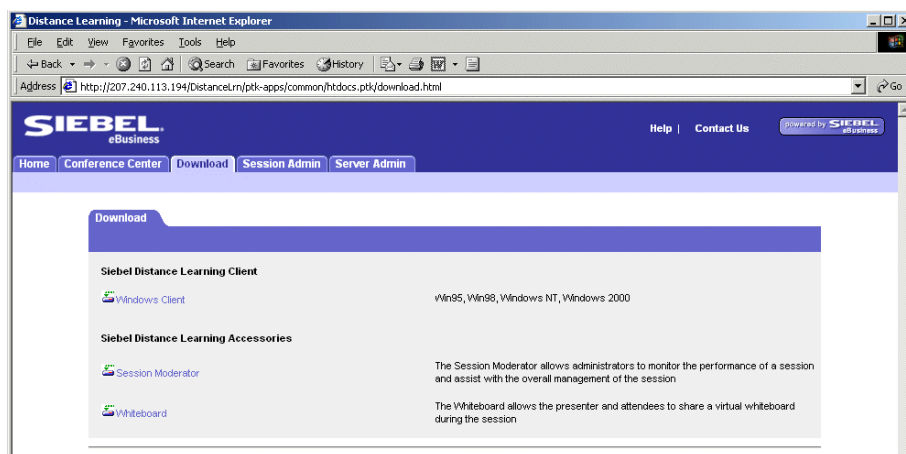 Distance Learning - Microsoft Internet Explorer
File Edit View Favorites Tools Help
Back Search Favorites History
Address http://207.240.113.194/DistanceLrn/ptk-apps/common/htdocs.ptk/download.html Go
SIEBEL.
eBusiness
Help | Contact Us
powered by SIEBEL eBusiness
Home Conference Center Download Session Admin Server Admin
Download
Siebel Distance Learning Client
Windows Client Win95, Win98, Windows NT, Windows 2000
Siebel Distance Learning Accessories
Session Moderator The Session Moderator allows administrators to monitor the performance of a session
and assist with the overall management of the session
Whiteboard The Whiteboard allows the presenter and attendees to share a virtual whiteboard
during the session